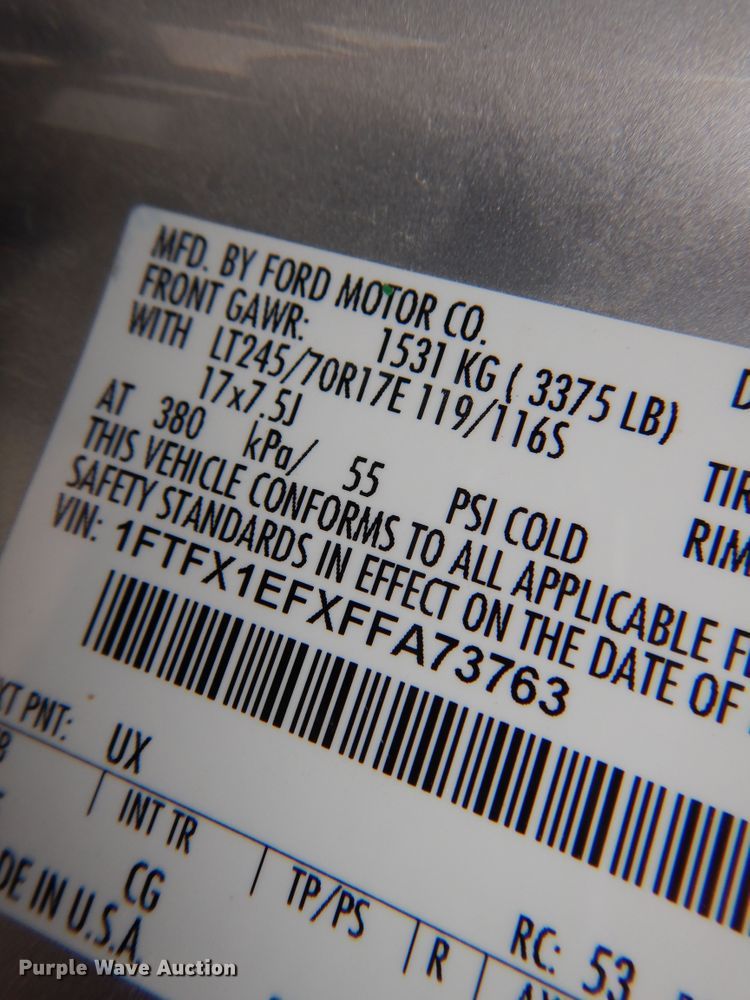 MFD. BY FORD MOTOR CO.
FRONT GAWR: 1531 KG ( 3375 LB)
WITH LT245/70R17E 119/116S TIR
17x7.5J RIM
AT 380 kPa/ 55 PSI COLD
THIS VEHICLE CONFORMS TO ALL APPLICABLE F
SAFETY STANDARDS IN EFFECT ON THE DATE OF
VIN: 1FTFX1EFXFFA73763
XT PNT: UX
RC: 53
INT TR TP/PS R
CG
DE IN U.S.A.
Purple Wave Auction